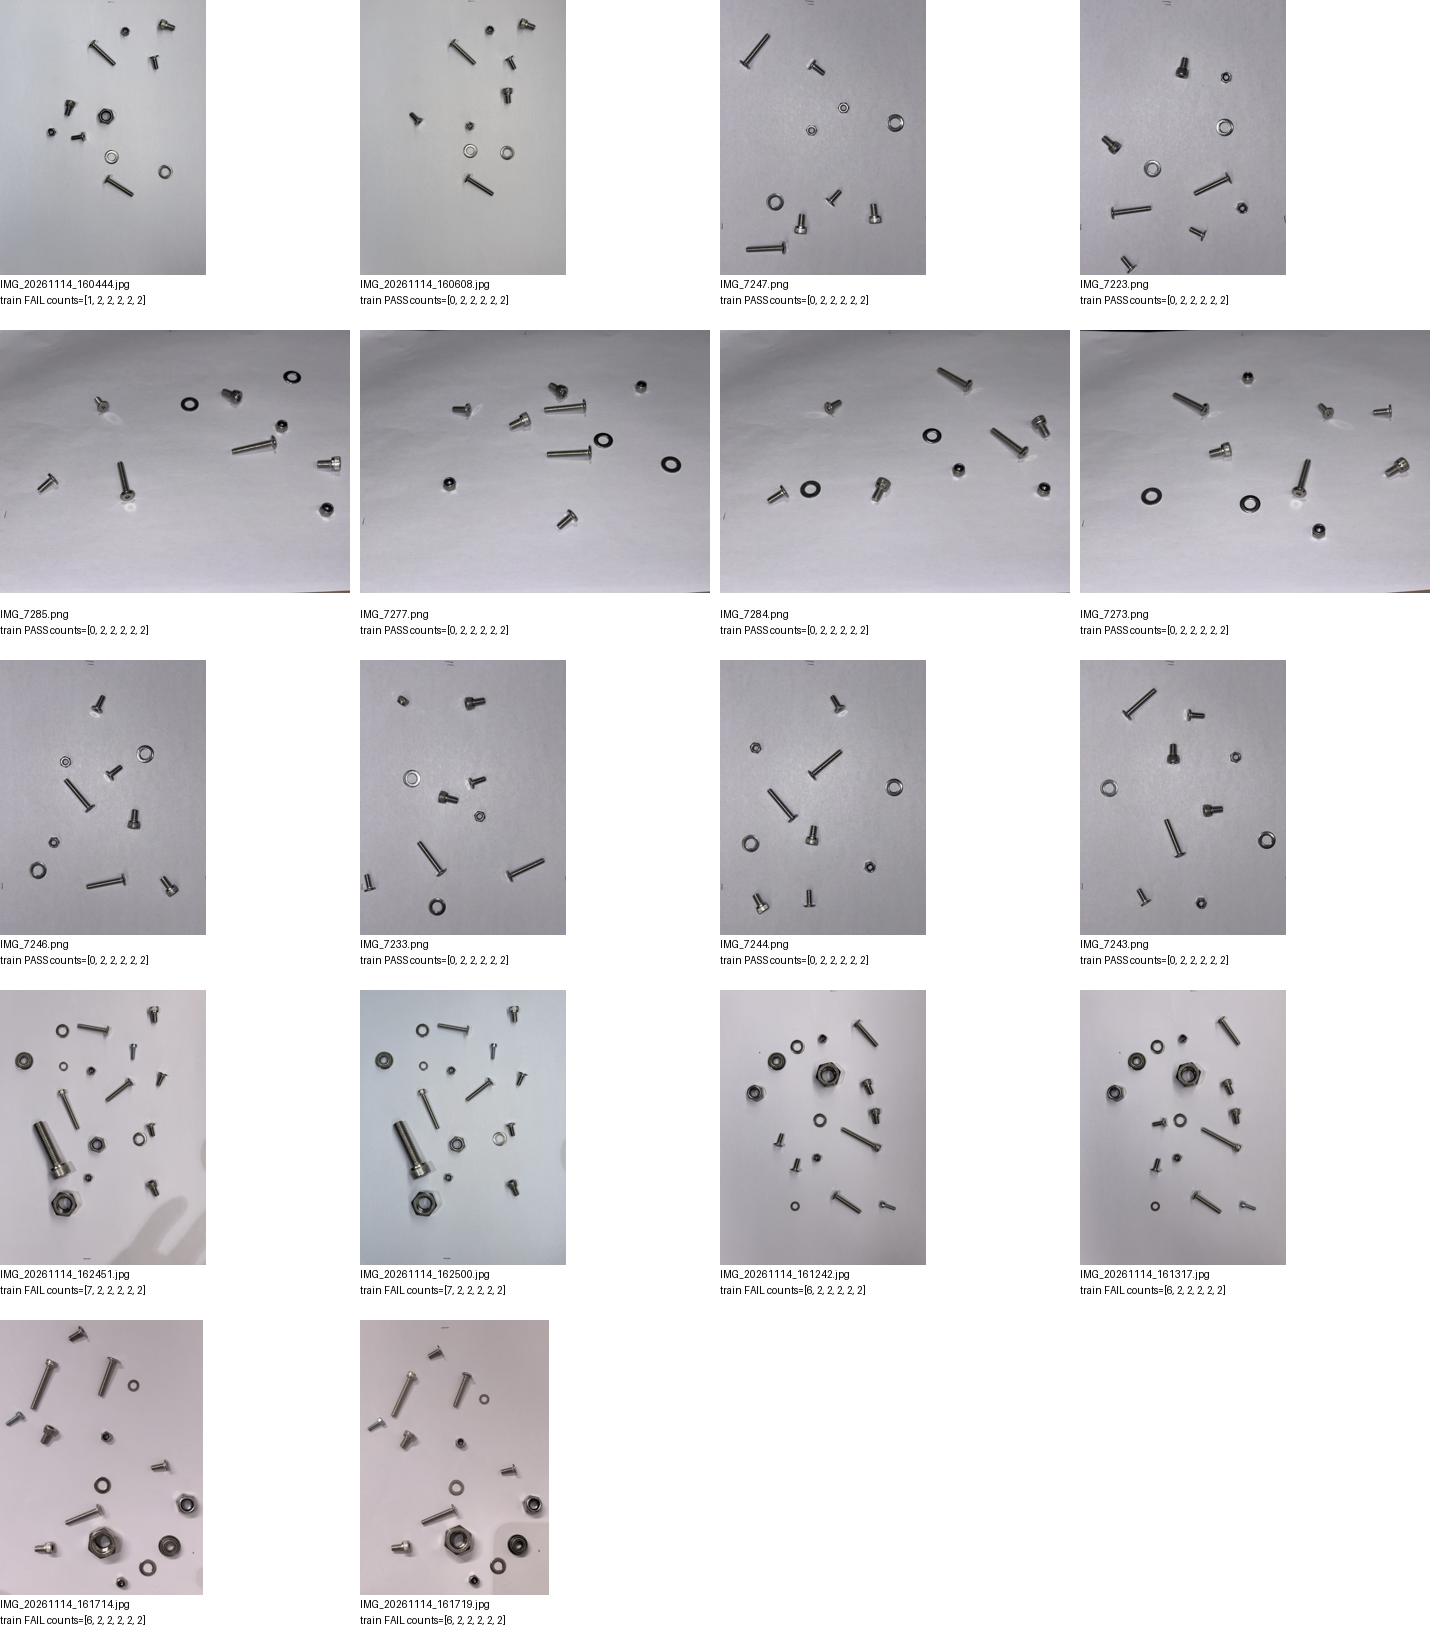 IMG_20261114_160444.jpg
train FAIL counts=[1, 2, 2, 2, 2, 2]
IMG_20261114_160608.jpg
train PASS counts=[0, 2, 2, 2, 2, 2]
IMG_7247.png
train PASS counts=[0, 2, 2, 2, 2, 2]
IMG_7223.png
train PASS counts=[0, 2, 2, 2, 2, 2]
IMG_7285.png
train PASS counts=[0, 2, 2, 2, 2, 2]
IMG_7277.png
train PASS counts=[0, 2, 2, 2, 2, 2]
IMG_7284.png
train PASS counts=[0, 2, 2, 2, 2, 2]
IMG_7273.png
train PASS counts=[0, 2, 2, 2, 2, 2]
IMG_7246.png
train PASS counts=[0, 2, 2, 2, 2, 2]
IMG_7233.png
train PASS counts=[0, 2, 2, 2, 2, 2]
IMG_7244.png
train PASS counts=[0, 2, 2, 2, 2, 2]
IMG_7243.png
train PASS counts=[0, 2, 2, 2, 2, 2]
IMG_20261114_162451.jpg
train FAIL counts=[7, 2, 2, 2, 2, 2]
IMG_20261114_162500.jpg
train FAIL counts=[7, 2, 2, 2, 2, 2]
IMG_20261114_161242.jpg
train FAIL counts=[6, 2, 2, 2, 2, 2]
IMG_20261114_161317.jpg
train FAIL counts=[6, 2, 2, 2, 2, 2]
IMG_20261114_161714.jpg
train FAIL counts=[6, 2, 2, 2, 2, 2]
IMG_20261114_161719.jpg
train FAIL counts=[6, 2, 2, 2, 2, 2]